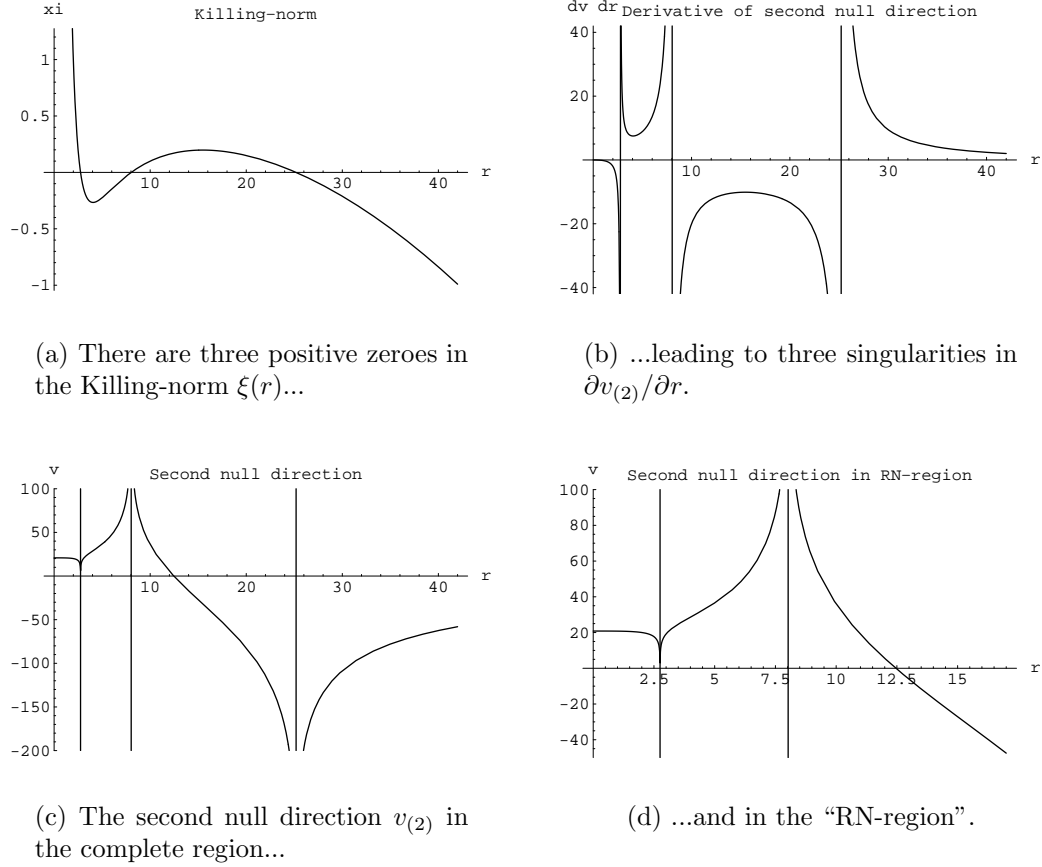 xi
Killing-norm
1
0.5
-0.5
-1
10 20 30 40 r
(a) There are three positive zeroes in
the Killing-norm ξ(r)...
dv dr Derivative of second null direction
40
20
-20
-40
10 20 30 40 r
(b) ...leading to three singularities in
∂v(2)/∂r.
v
Second null direction
100
50
-50
-100
-150
-200
10 20 30 40 r
(c) The second null direction v(2) in
the complete region...
v
Second null direction in RN-region
100
80
60
40
20
-20
-40
2.5 5 7.5 10 12.5 15 r
(d) ...and in the “RN-region”.